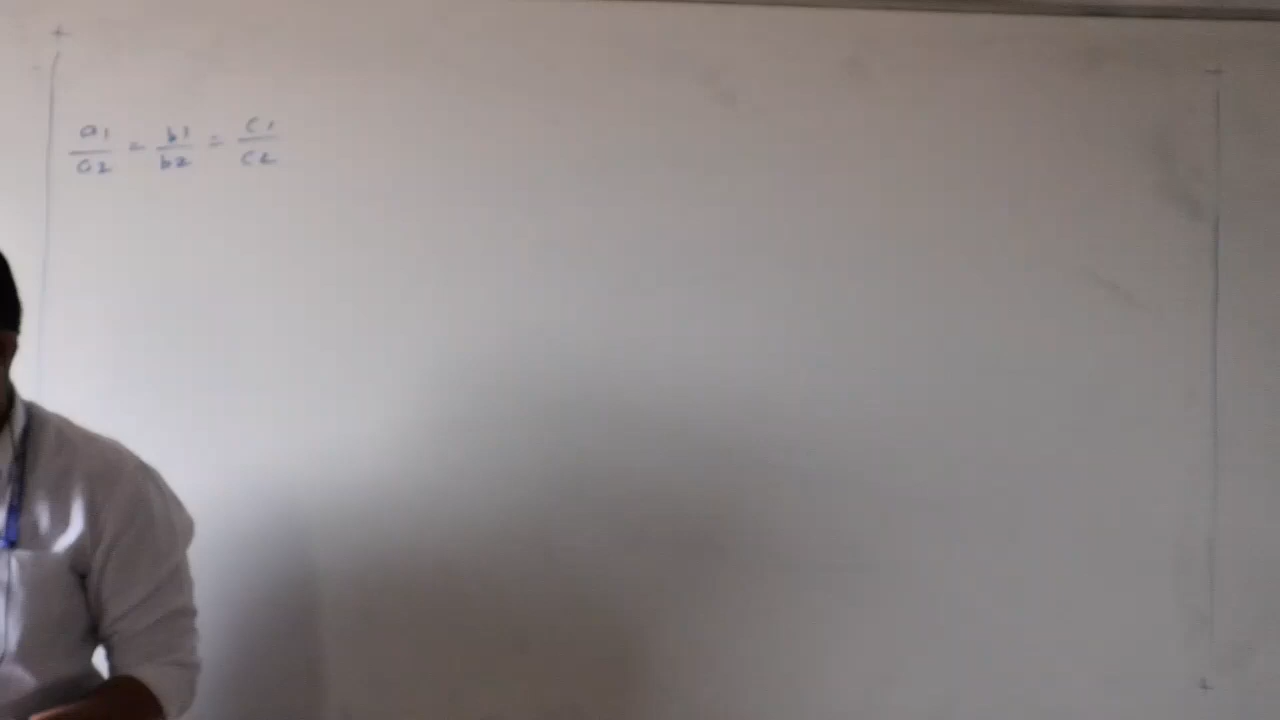 a1/a2 = b1/b2 = c1/c2